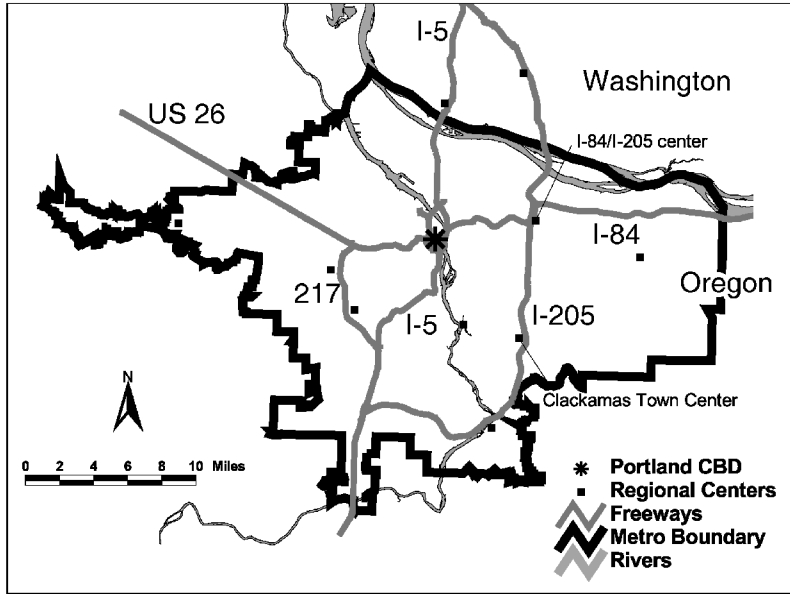 I-5
Washington
US 26
I-84/I-205 center
I-84
Oregon
217
I-5
I-205
Clackamas Town Center
N
0 2 4 6 8 10 Miles
Portland CBD
Regional Centers
Freeways
Metro Boundary
Rivers